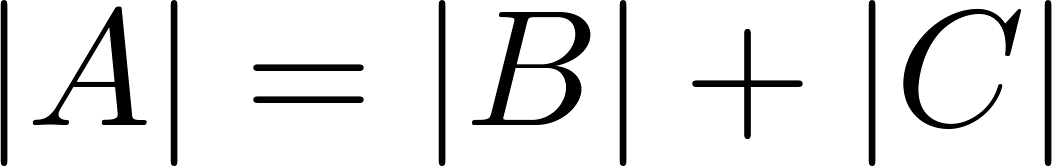 |A| = |B| + |C|